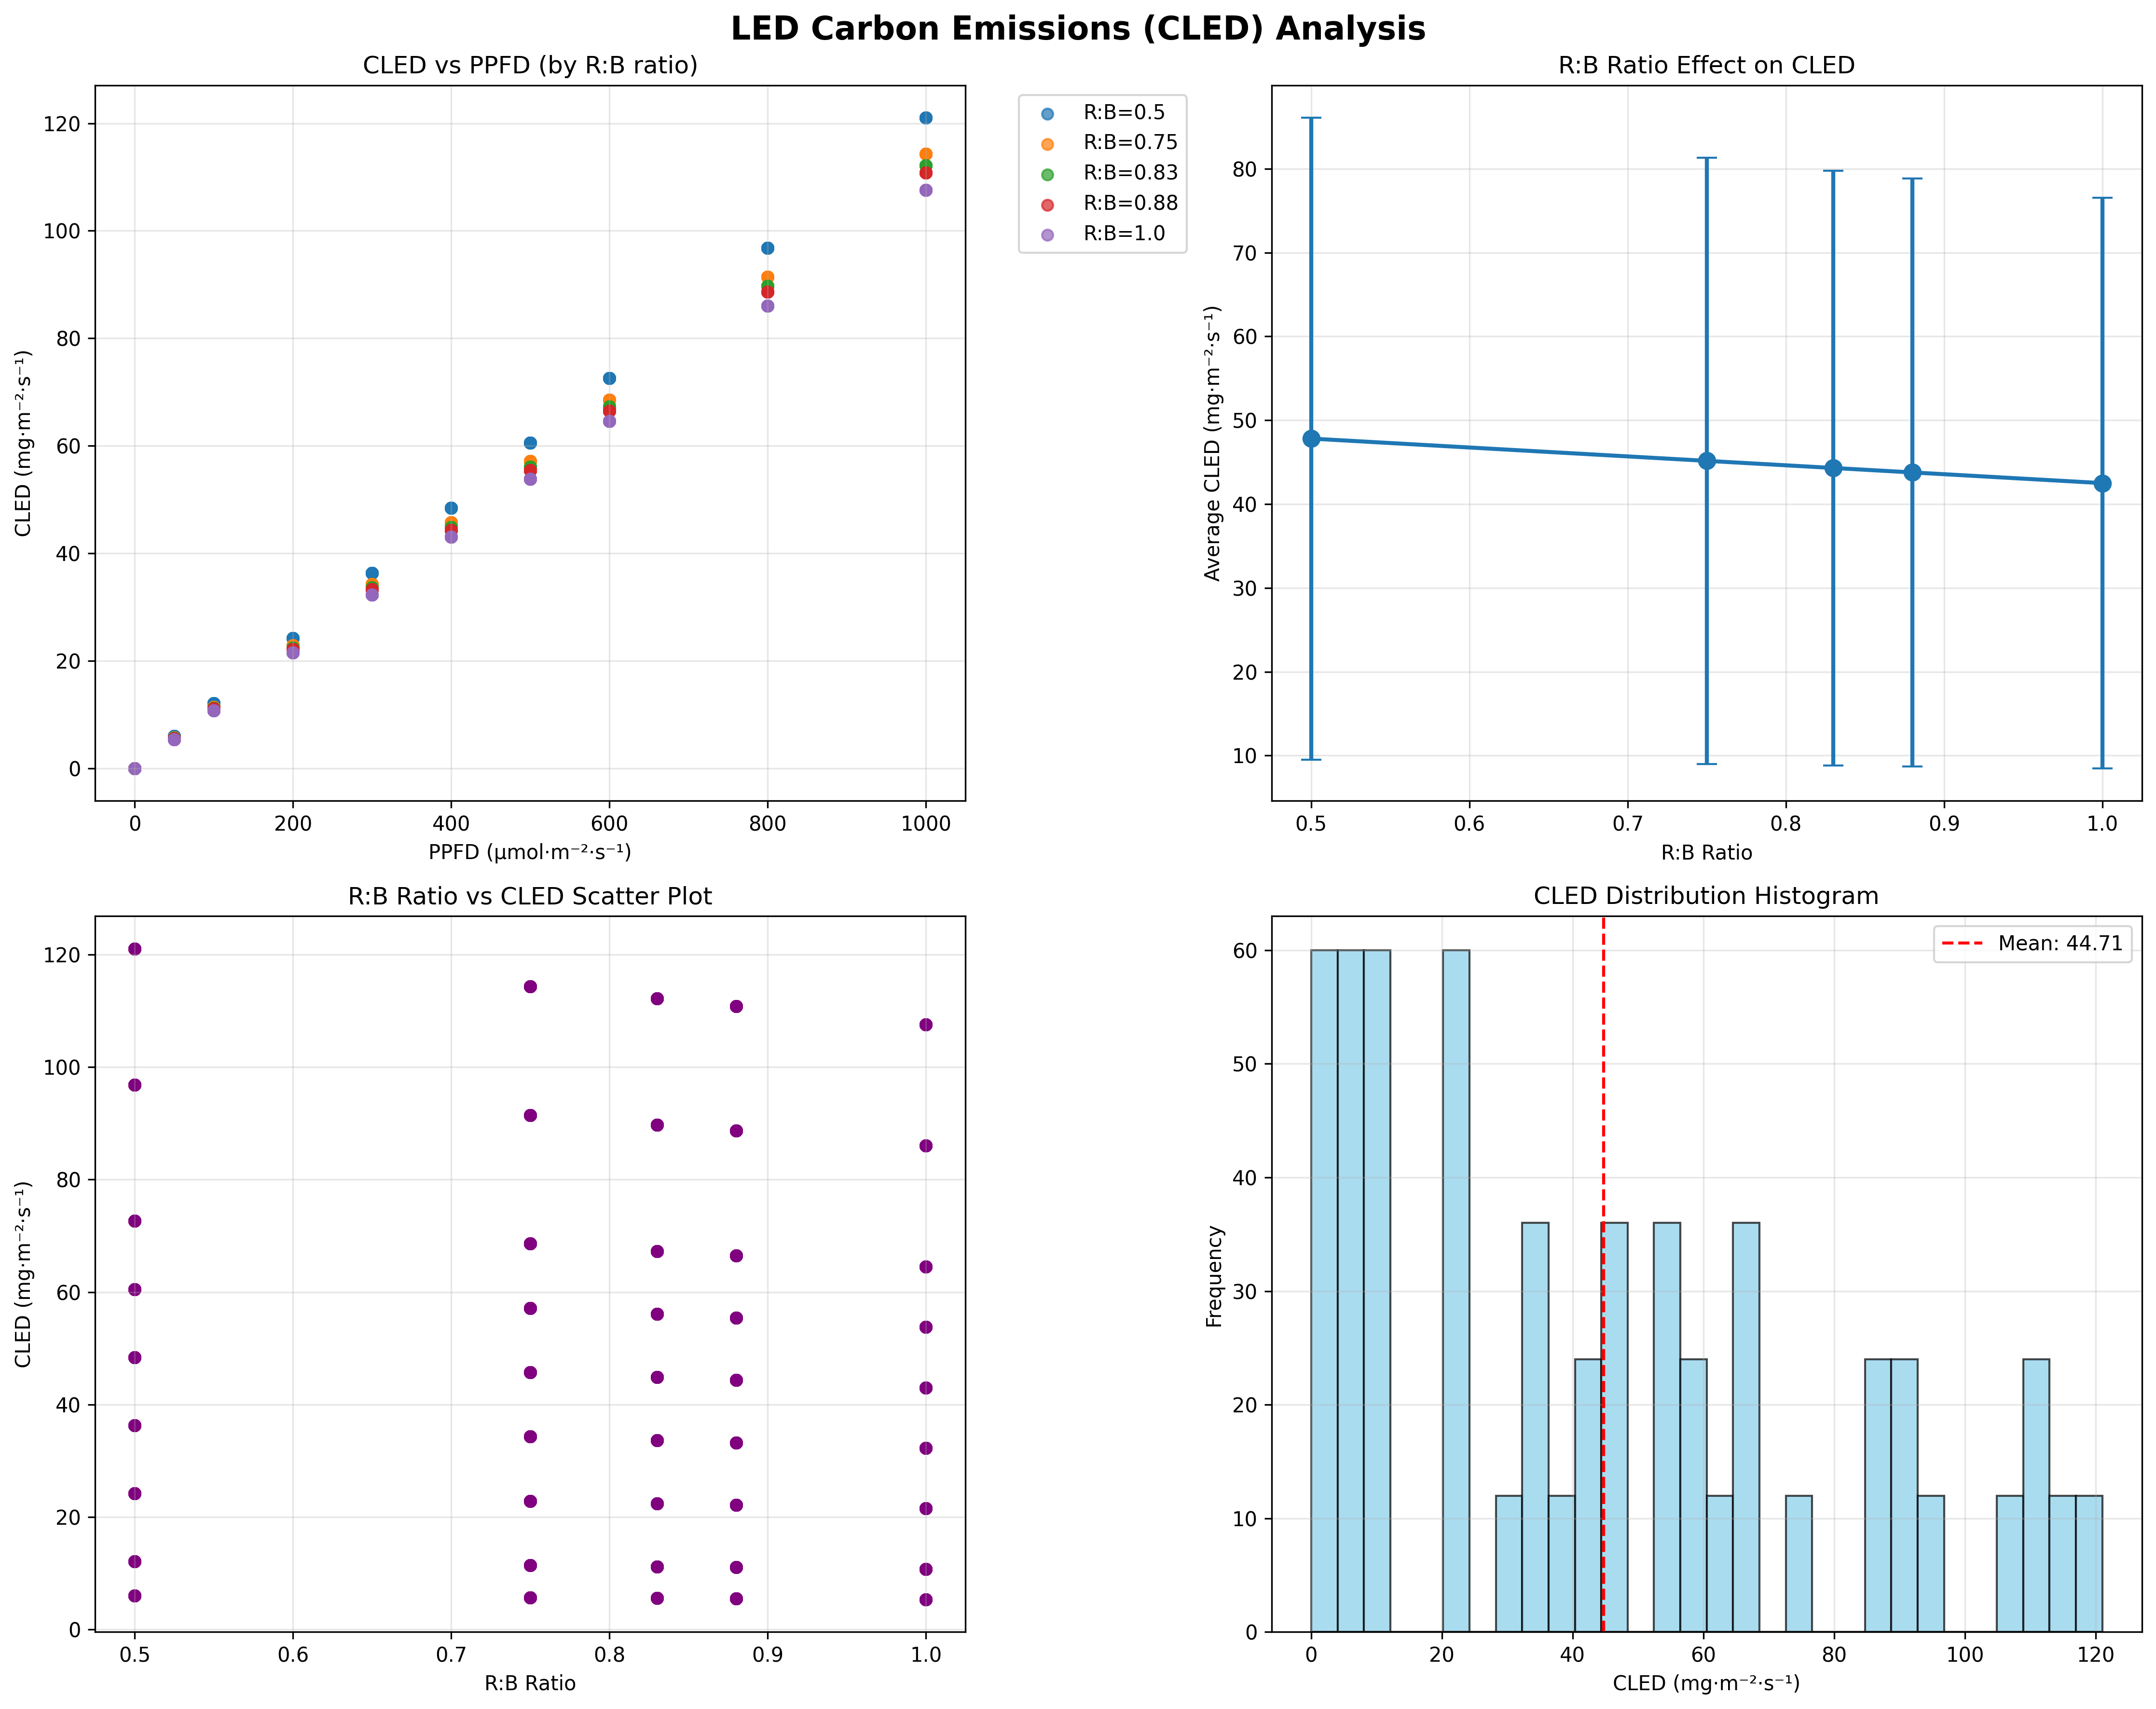 LED Carbon Emissions (CLED) Analysis
CLED vs PPFD (by R:B ratio)
CLED (mg·m⁻²·s⁻¹)
120
100
80
60
40
20
0
0 200 400 600 800 1000
PPFD (μmol·m⁻²·s⁻¹)
R:B=0.5
R:B=0.75
R:B=0.83
R:B=0.88
R:B=1.0
R:B Ratio Effect on CLED
Average CLED (mg·m⁻²·s⁻¹)
80
70
60
50
40
30
20
10
0.5 0.6 0.7 0.8 0.9 1.0
R:B Ratio
R:B Ratio vs CLED Scatter Plot
CLED (mg·m⁻²·s⁻¹)
120
100
80
60
40
20
0
0.5 0.6 0.7 0.8 0.9 1.0
R:B Ratio
CLED Distribution Histogram
Mean: 44.71
Frequency
60
50
40
30
20
10
0
0 20 40 60 80 100 120
CLED (mg·m⁻²·s⁻¹)